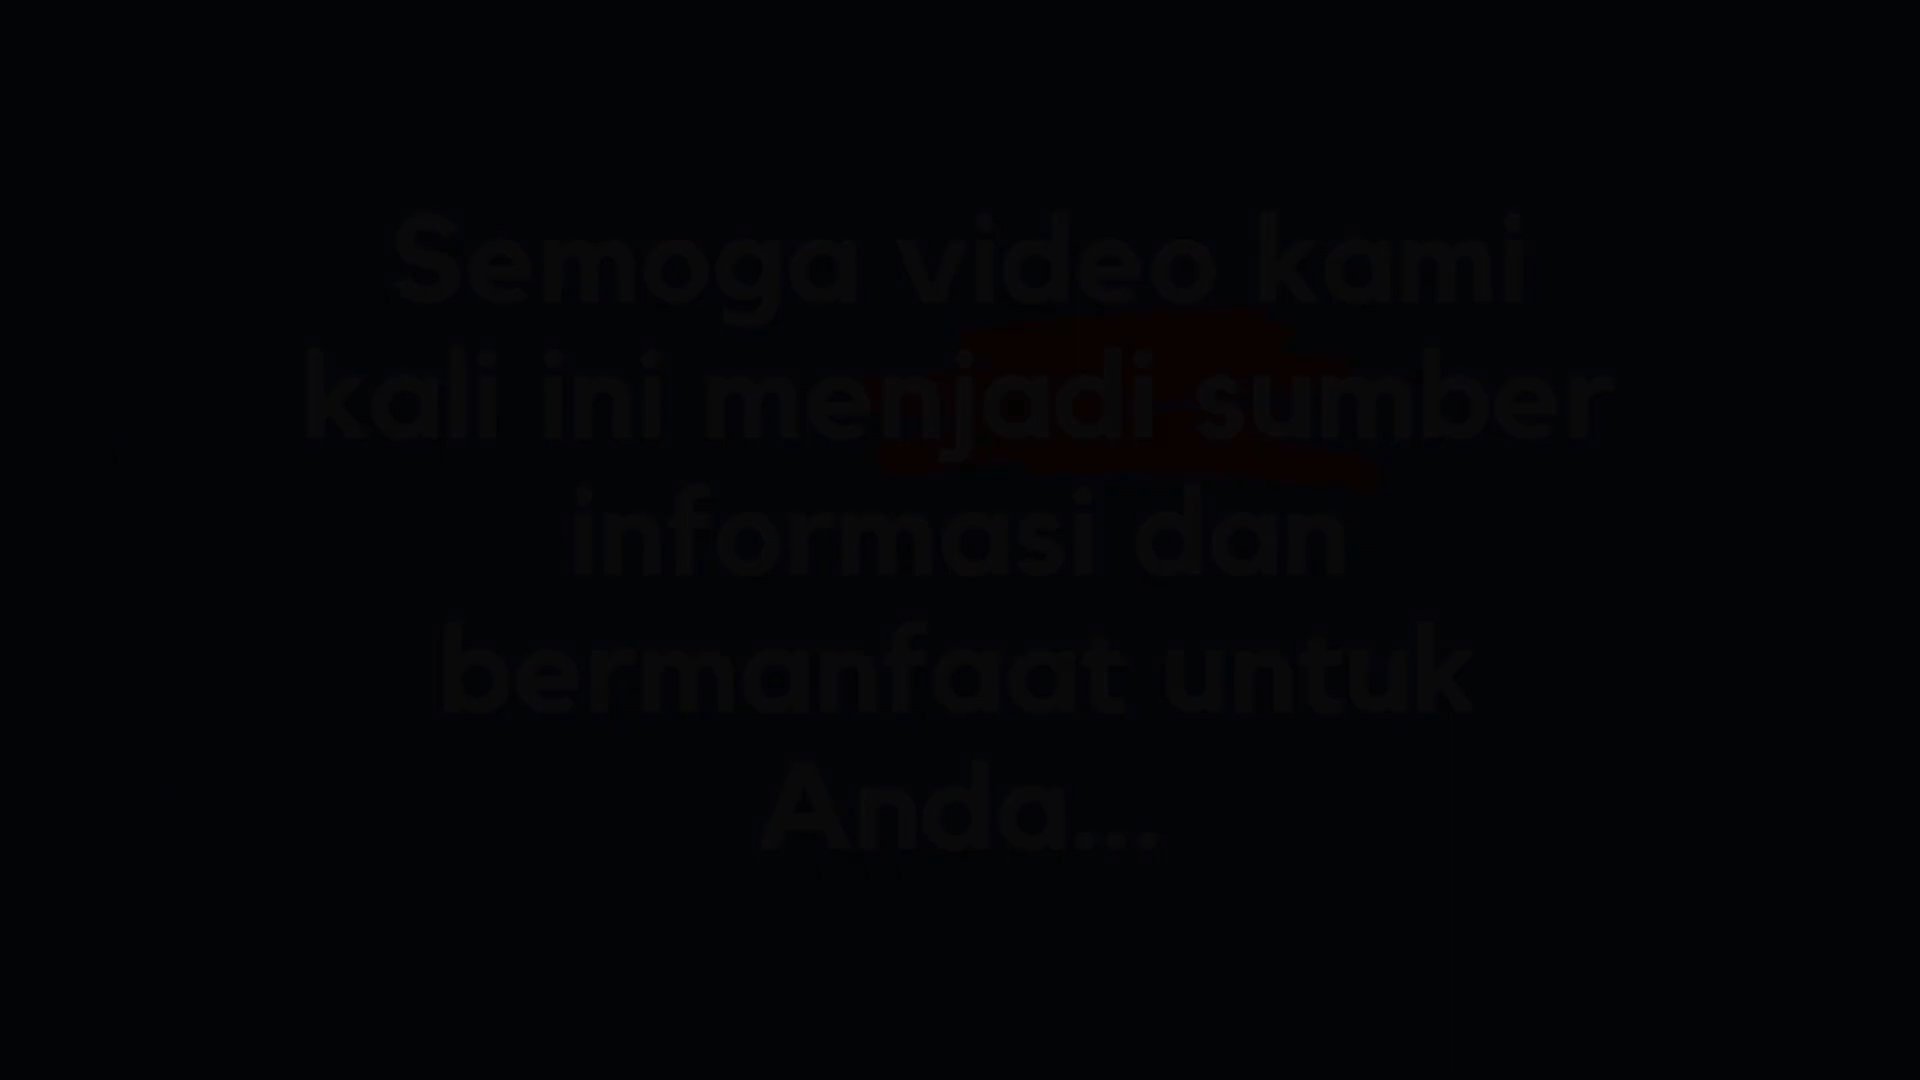 Semoga video kami
kali ini menjadi sumber
informasi dan
bermanfaat untuk
Anda...